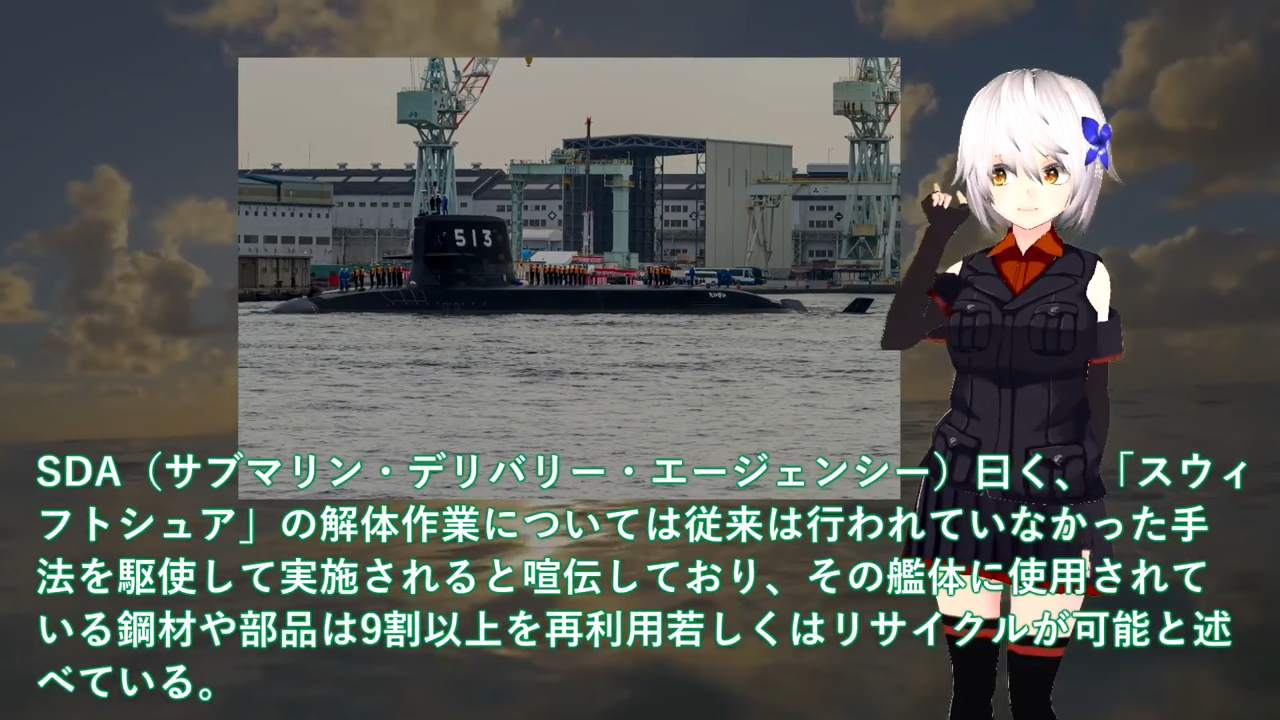 513
SDA（サブマリン・デリバリー・エージェンシー）曰く、「スウィ
フトシュア」の解体作業については従来は行われていなかった手
法を駆使して実施されると喧伝しており、その艦体に使用されて
いる鋼材や部品は9割以上を再利用若しくはリサイクルが可能と述
べている。